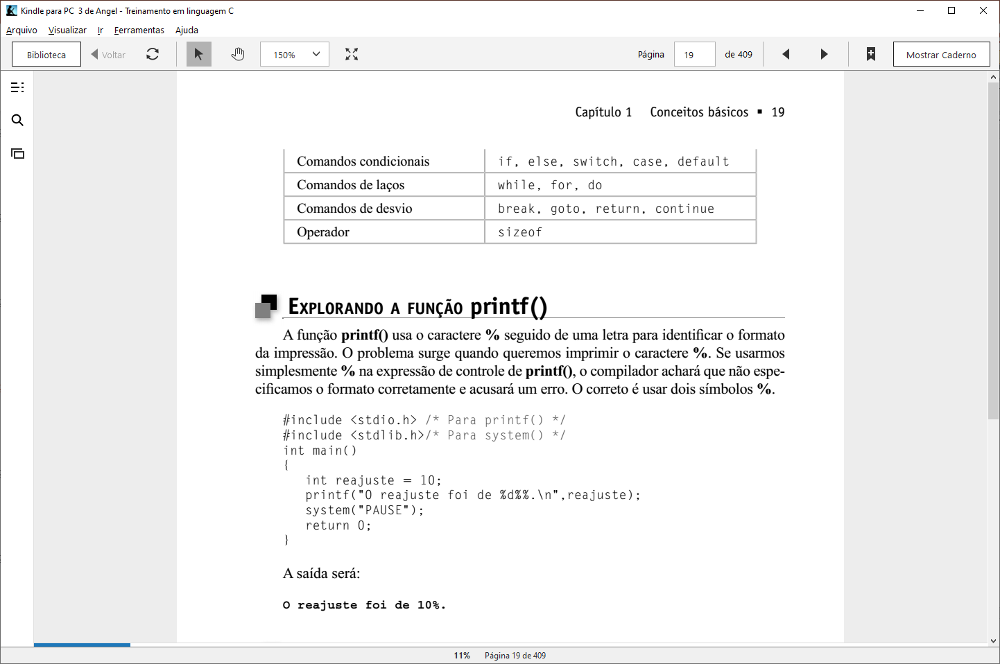 Kindle para PC 3 de Angel - Treinamento em linguagem C
Arquivo Visualizar Ir Ferramentas Ajuda
Biblioteca Voltar 150% Página 19 de 409 Mostrar Caderno
Capítulo 1 Conceitos básicos ▪ 19
Comandos condicionais if, else, switch, case, default
Comandos de laços while, for, do
Comandos de desvio break, goto, return, continue
Operador sizeof
Explorando a função printf()
A função printf() usa o caractere % seguido de uma letra para identificar o formato
da impressão. O problema surge quando queremos imprimir o caractere %. Se usarmos
simplesmente % na expressão de controle de printf(), o compilador achará que não espe-
cificamos o formato corretamente e acusará um erro. O correto é usar dois símbolos %.
#include <stdio.h> /* Para printf() */
#include <stdlib.h>/* Para system() */
int main()
{
int reajuste = 10;
printf("O reajuste foi de %d%%.\n",reajuste);
system("PAUSE");
return 0;
}
A saída será:
O reajuste foi de 10%.
11% Página 19 de 409